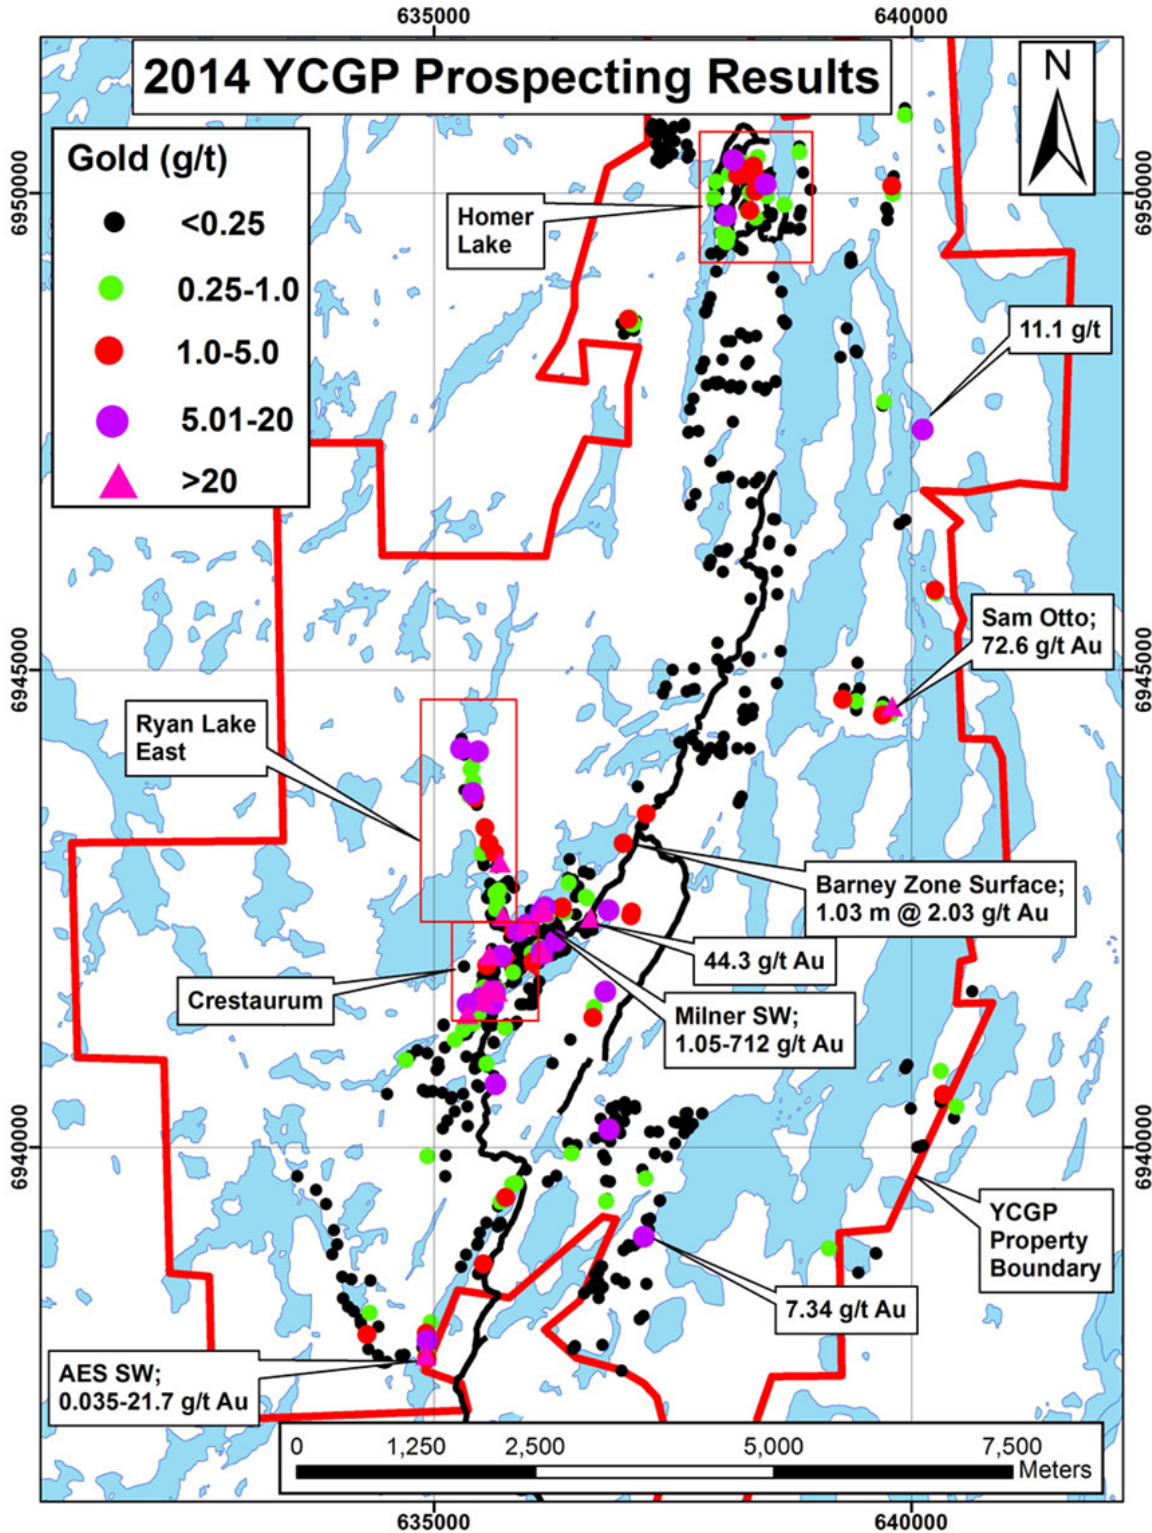 635000
640000
2014 YCGP Prospecting Results
N
Gold (g/t)
<0.25
0.25-1.0
1.0-5.0
5.01-20
>20
6950000
6950000
Homer
Lake
11.1 g/t
Sam Otto;
72.6 g/t Au
6945000
6945000
Ryan Lake
East
Barney Zone Surface;
1.03 m @ 2.03 g/t Au
44.3 g/t Au
Crestaurum
Milner SW;
1.05-712 g/t Au
6940000
6940000
YCGP
Property
Boundary
7.34 g/t Au
AES SW;
0.035-21.7 g/t Au
0
1,250
2,500
5,000
7,500
Meters
635000
640000